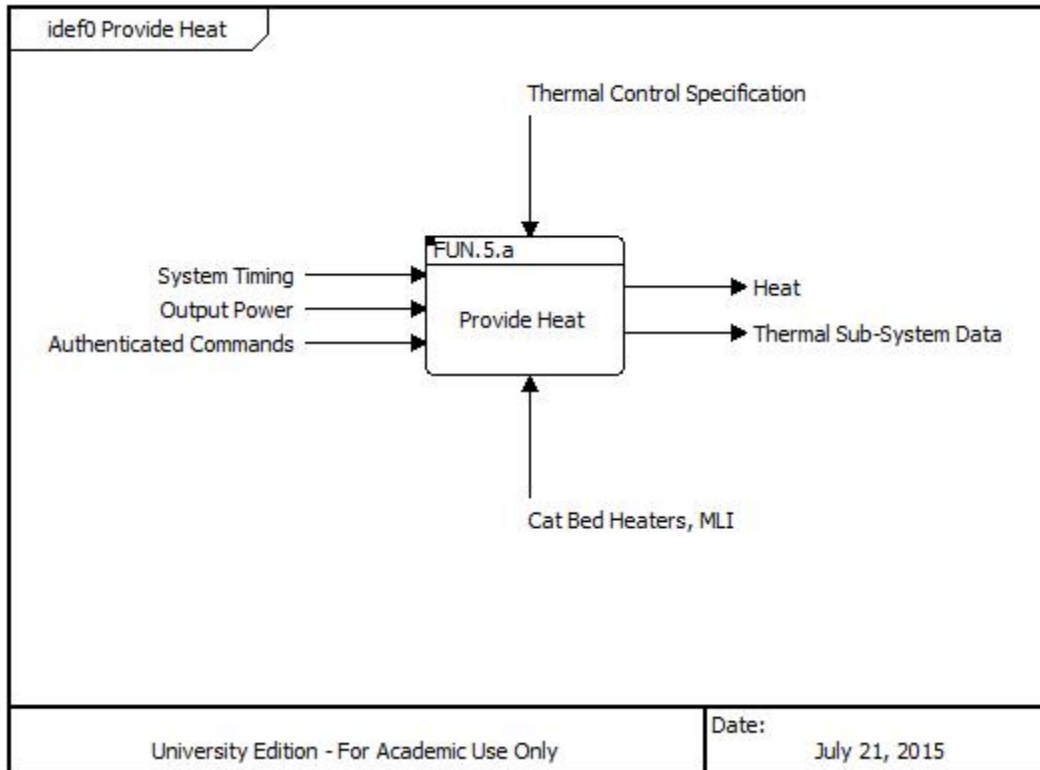 idef0 Provide Heat
Thermal Control Specification
FUN.5.a
System Timing
Output Power
Authenticated Commands
Provide Heat
Heat
Thermal Sub-System Data
Cat Bed Heaters, MLI
University Edition - For Academic Use Only
Date:
July 21, 2015